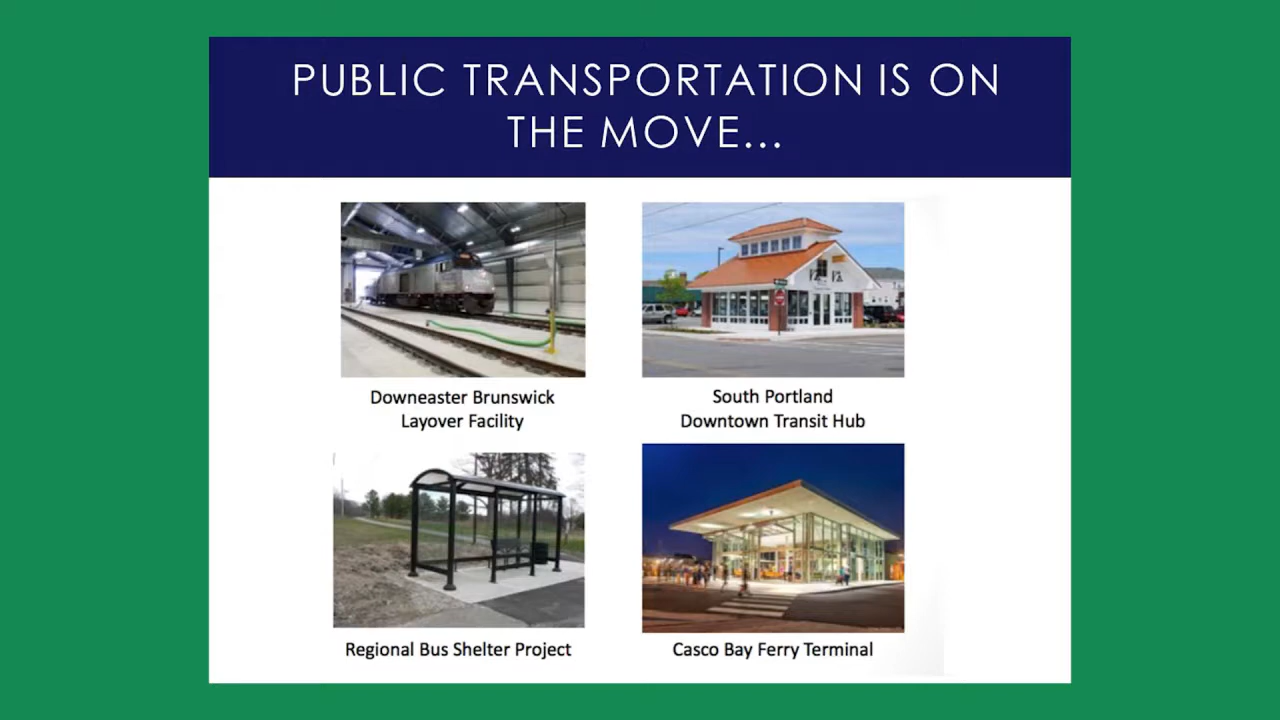 PUBLIC TRANSPORTATION IS ON
THE MOVE...
Downeaster Brunswick
Layover Facility
South Portland
Downtown Transit Hub
Regional Bus Shelter Project
Casco Bay Ferry Terminal